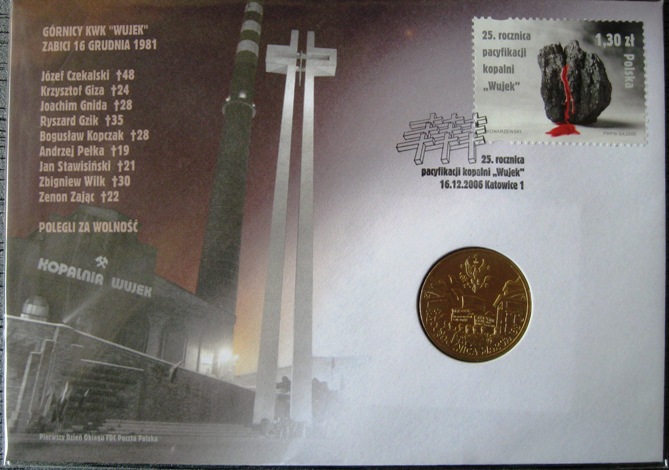 GÓRNICY KWK "WUJEK"
ZABICI 16 GRUDNIA 1981
Józef Czekalski †48
Krzysztof Giza †24
Joachim Gnida †28
Ryszard Gzik †35
Bogusław Kopczak †28
Andrzej Pełka †19
Jan Stawisiński †21
Zbigniew Wilk †30
Zenon Zając †22
POLEGLI ZA WOLNOŚĆ
KOPALNIA WUJEK
Pierwszy Dzień Obiegu FDC Poczta Polska
25. rocznica
pacyfikacji
kopalni
„Wujek"
1,30 zł
Polska
25. rocznica
pacyfikacji kopalni „Wujek"
16.12.2006 Katowice 1